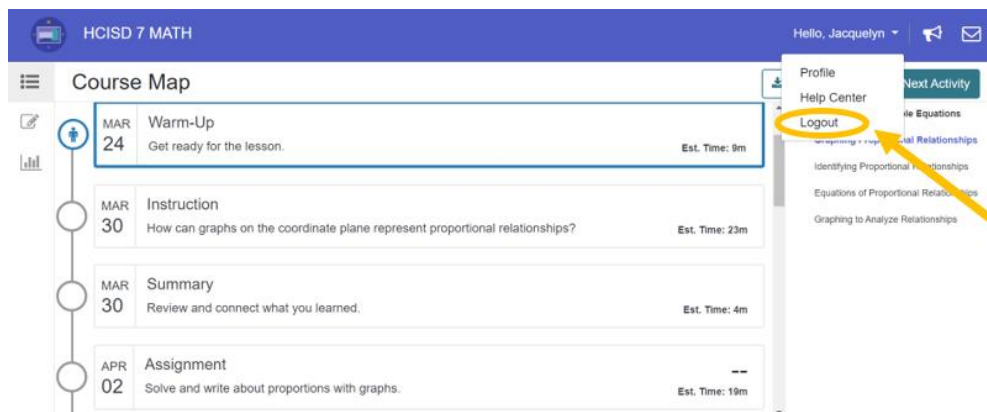 HCISD 7 MATH
Hello, Jacquelyn
Course Map
Profile
Help Center
Logout
Next Activity
Equations
MAR
24
Warm-Up
Get ready for the lesson.
Est. Time: 9m
MAR
30
Instruction
How can graphs on the coordinate plane represent proportional relationships?
Est. Time: 23m
MAR
30
Summary
Review and connect what you learned.
Est. Time: 4m
APR
02
Assignment
Solve and write about proportions with graphs.
--
Est. Time: 19m
Graphing Proportional Relationships
Identifying Proportional Relationships
Equations of Proportional Relationships
Graphing to Analyze Relationships